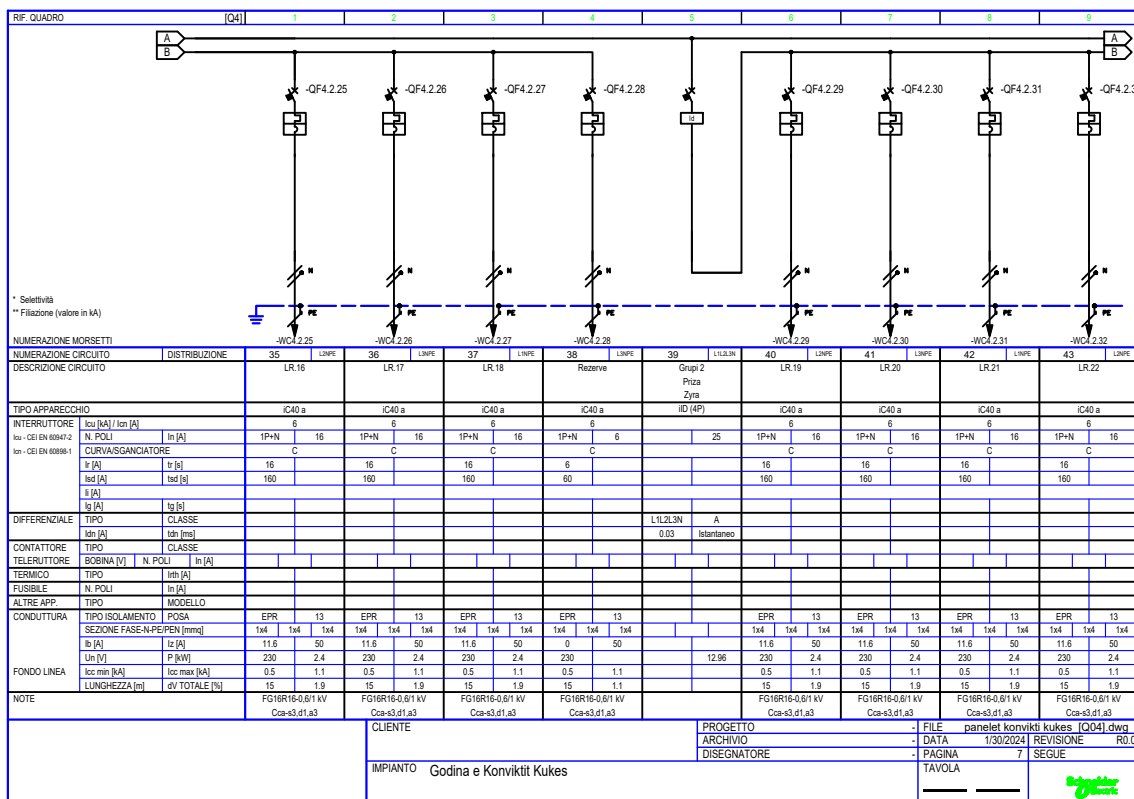 RIF. QUADRO [Q4] 1 2 3 4 5 6 7 8 9
A A
B B
-QF4.2.25 -QF4.2.26 -QF4.2.27 -QF4.2.28 -QF4.2.29 -QF4.2.30 -QF4.2.31 -QF4.2.3
Id
N N N N N N N N
* Selettività
** Filiazione (valore in kA)
PE PE PE PE PE PE PE PE
NUMERAZIONE MORSETTI -WC4.2.25 -WC4.2.26 -WC4.2.27 -WC4.2.28 -WC4.2.29 -WC4.2.30 -WC4.2.31 -WC4.2.32
NUMERAZIONE CIRCUITO DISTRIBUZIONE 35 L2NPE 36 L3NPE 37 L1NPE 38 L3NPE 39 L1L2L3N 40 L2NPE 41 L3NPE 42 L1NPE 43 L2NPE
DESCRIZIONE CIRCUITO LR.16 LR.17 LR.18 Rezerve Grupi 2 LR.19 LR.20 LR.21 LR.22
Priza
Zyra
TIPO APPARECCHIO iC40 a iC40 a iC40 a iC40 a iID (4P) iC40 a iC40 a iC40 a iC40 a
INTERRUTTORE Icu [kA] / Icn [A] 6 6 6 6 6 6 6 6
Icu - CEI EN 60947-2 N. POLI In [A] 1P+N 16 1P+N 16 1P+N 16 1P+N 6 25 1P+N 16 1P+N 16 1P+N 16 1P+N 16
Icn - CEI EN 60898-1 CURVA/SGANCIATORE C C C C C C C C
Ir [A] tr [s] 16 16 16 6 16 16 16 16
Isd [A] tsd [s] 160 160 160 60 160 160 160 160
Ii [A]
Ig [A] tg [s]
DIFFERENZIALE TIPO CLASSE L1L2L3N A
Idn [A] tdn [ms] 0.03 Istantaneo
CONTATTORE TIPO CLASSE
TELERUTTORE BOBINA [V] N. POLI In [A]
TERMICO TIPO Irth [A]
FUSIBILE N. POLI In [A]
ALTRE APP. TIPO MODELLO
CONDUTTURA TIPO ISOLAMENTO POSA EPR 13 EPR 13 EPR 13 EPR 13 EPR 13 EPR 13 EPR 13 EPR 13
SEZIONE FASE-N-PE/PEN [mmq] 1x4 1x4 1x4 1x4 1x4 1x4 1x4 1x4 1x4 1x4 1x4 1x4 1x4 1x4 1x4 1x4 1x4 1x4 1x4 1x4 1x4 1x4 1x4 1x4
Ib [A] Iz [A] 11.6 50 11.6 50 11.6 50 0 50 11.6 50 11.6 50 11.6 50 11.6 50
Un [V] P [kW] 230 2.4 230 2.4 230 2.4 230 12.96 230 2.4 230 2.4 230 2.4 230 2.4
FONDO LINEA Icc min [kA] Icc max [kA] 0.5 1.1 0.5 1.1 0.5 1.1 0.5 1.1 0.5 1.1 0.5 1.1 0.5 1.1 0.5 1.1
LUNGHEZZA [m] dV TOTALE [%] 15 1.9 15 1.9 15 1.9 15 1.1 15 1.9 15 1.9 15 1.9 15 1.9
NOTE FG16R16-0,6/1 kV FG16R16-0,6/1 kV FG16R16-0,6/1 kV FG16R16-0,6/1 kV FG16R16-0,6/1 kV FG16R16-0,6/1 kV FG16R16-0,6/1 kV FG16R16-0,6/1 kV
Cca-s3,d1,a3 Cca-s3,d1,a3 Cca-s3,d1,a3 Cca-s3,d1,a3 Cca-s3,d1,a3 Cca-s3,d1,a3 Cca-s3,d1,a3 Cca-s3,d1,a3
CLIENTE PROGETTO - FILE panelet konvikti kukes_[Q04].dwg
ARCHIVIO - DATA 1/30/2024 REVISIONE R0.0
DISEGNATORE - PAGINA 7 SEGUE
IMPIANTO Godina e Konviktit Kukes TAVOLA
Schneider Electric